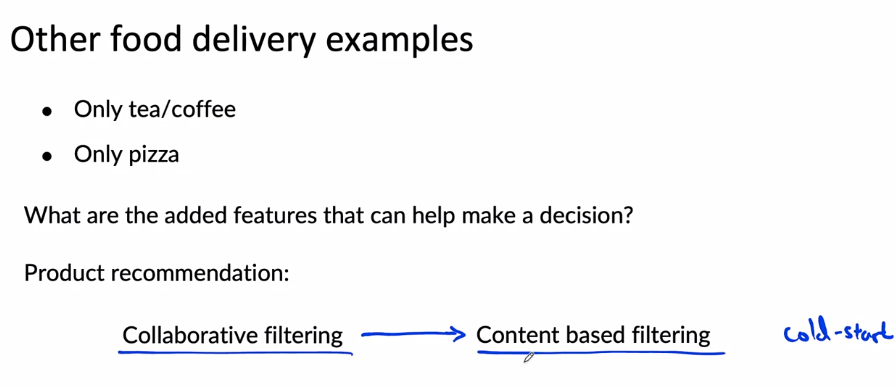 Other food delivery examples
• Only tea/coffee
• Only pizza
What are the added features that can help make a decision?
Product recommendation:
Collaborative filtering → Content based filtering cold-start